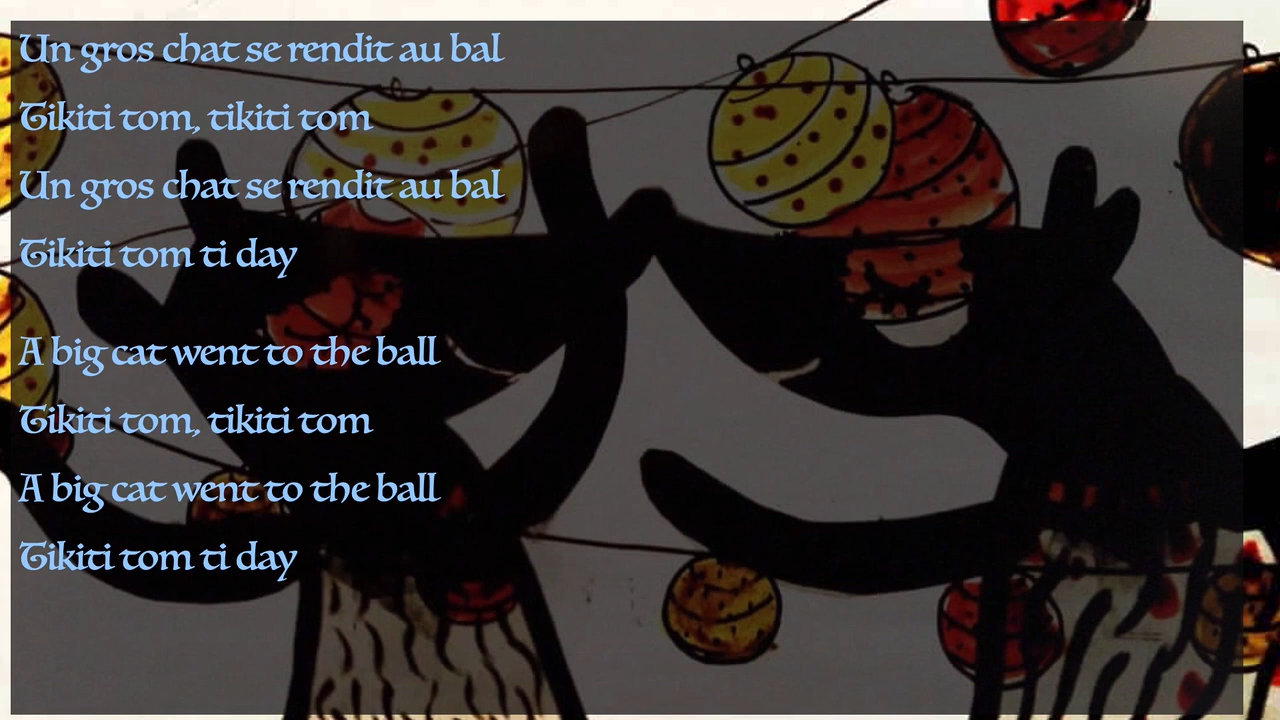 Un gros chat se rendit au bal
Tikiti tom, tikiti tom
Un gros chat se rendit au bal
Tikiti tom ti day
A big cat went to the ball
Tikiti tom, tikiti tom
A big cat went to the ball
Tikiti tom ti day